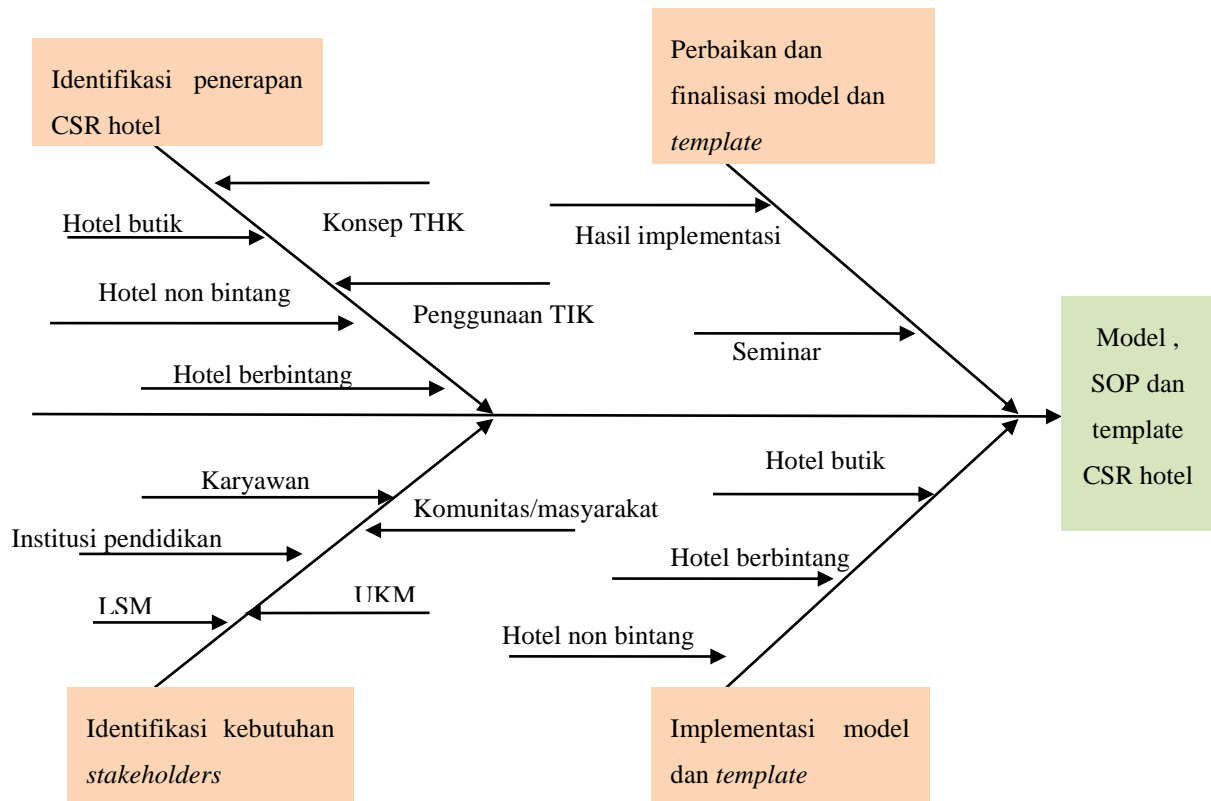 Identifikasi penerapan
CSR hotel
Perbaikan dan
finalisasi model dan
template
Hotel butik
Konsep THK
Hasil implementasi
Hotel non bintang
Penggunaan TIK
Seminar
Hotel berbintang
Model ,
SOP dan
template
CSR hotel
Karyawan
Komunitas/masyarakat
Institusi pendidikan
LSM
UKM
Hotel butik
Hotel berbintang
Hotel non bintang
Identifikasi kebutuhan
stakeholders
Implementasi model
dan template